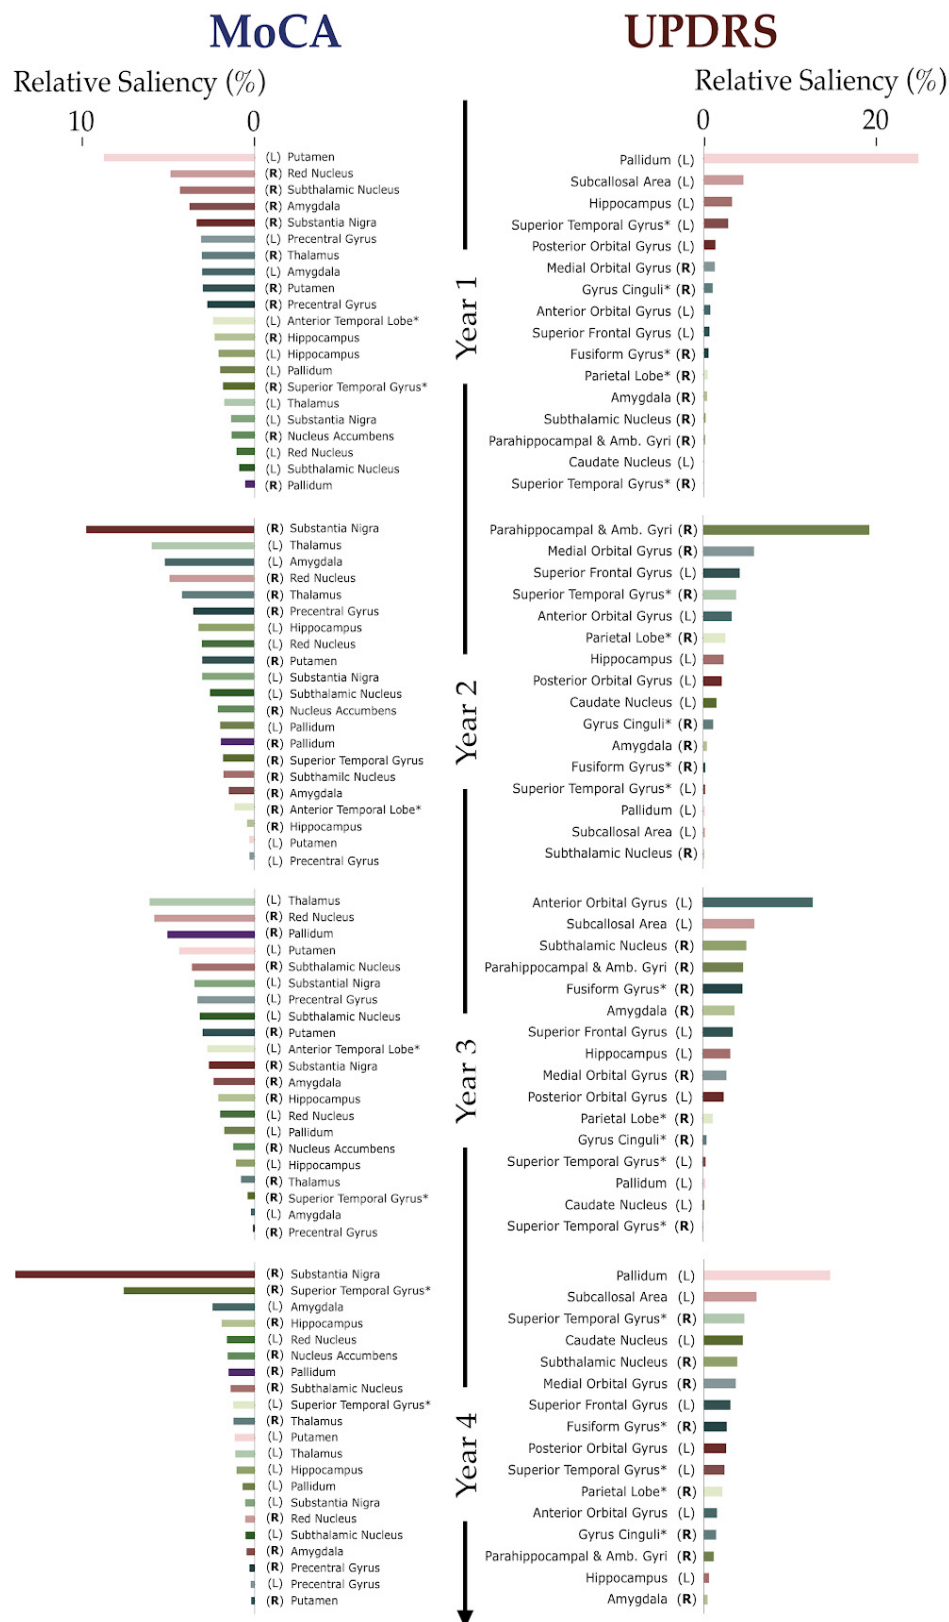 MoCA
UPDRS
Relative Saliency (%)
Relative Saliency (%)
10 0
0 20
Year 1
(L) Putamen
(R) Red Nucleus
(R) Subthalamic Nucleus
(R) Amygdala
(R) Substantia Nigra
(L) Precentral Gyrus
(R) Thalamus
(L) Amygdala
(R) Putamen
(R) Precentral Gyrus
(L) Anterior Temporal Lobe*
(R) Hippocampus
(L) Hippocampus
(L) Pallidum
(R) Superior Temporal Gyrus*
(L) Thalamus
(L) Substantia Nigra
(R) Nucleus Accumbens
(L) Red Nucleus
(L) Subthalamic Nucleus
(R) Pallidum
Pallidum (L)
Subcallosal Area (L)
Hippocampus (L)
Superior Temporal Gyrus* (L)
Posterior Orbital Gyrus (L)
Medial Orbital Gyrus (R)
Gyrus Cinguli* (R)
Anterior Orbital Gyrus (L)
Superior Frontal Gyrus (L)
Fusiform Gyrus* (R)
Parietal Lobe* (R)
Amygdala (R)
Subthalamic Nucleus (R)
Parahippocampal & Amb. Gyri (R)
Caudate Nucleus (L)
Superior Temporal Gyrus* (R)
Year 2
(R) Substantia Nigra
(L) Thalamus
(L) Amygdala
(R) Red Nucleus
(R) Thalamus
(R) Precentral Gyrus
(L) Hippocampus
(L) Red Nucleus
(R) Putamen
(L) Substantia Nigra
(L) Subthalamic Nucleus
(R) Nucleus Accumbens
(L) Pallidum
(R) Pallidum
(R) Superior Temporal Gyrus
(R) Subthamilc Nucleus
(R) Amygdala
(R) Anterior Temporal Lobe*
(R) Hippocampus
(L) Putamen
(L) Precentral Gyrus
Parahippocampal & Amb. Gyri (R)
Medial Orbital Gyrus (R)
Superior Frontal Gyrus (L)
Superior Temporal Gyrus* (R)
Anterior Orbital Gyrus (L)
Parietal Lobe* (R)
Hippocampus (L)
Posterior Orbital Gyrus (L)
Caudate Nucleus (L)
Gyrus Cinguli* (R)
Amygdala (R)
Fusiform Gyrus* (R)
Superior Temporal Gyrus* (L)
Pallidum (L)
Subcallosal Area (L)
Subthalamic Nucleus (R)
Year 3
(L) Thalamus
(R) Red Nucleus
(R) Pallidum
(L) Putamen
(R) Subthalamic Nucleus
(L) Substantial Nigra
(L) Precentral Gyrus
(L) Subthalamic Nucleus
(R) Putamen
(L) Anterior Temporal Lobe*
(R) Substantia Nigra
(R) Amygdala
(R) Hippocampus
(L) Red Nucleus
(L) Pallidum
(R) Nucleus Accumbens
(L) Hippocampus
(R) Thalamus
(R) Superior Temporal Gyrus*
(L) Amygdala
(R) Precentral Gyrus
Anterior Orbital Gyrus (L)
Subcallosal Area (L)
Subthalamic Nucleus (R)
Parahippocampal & Amb. Gyri (R)
Fusiform Gyrus* (R)
Amygdala (R)
Superior Frontal Gyrus (L)
Hippocampus (L)
Medial Orbital Gyrus (R)
Posterior Orbital Gyrus (L)
Parietal Lobe* (R)
Gyrus Cinguli* (R)
Superior Temporal Gyrus* (L)
Pallidum (L)
Caudate Nucleus (L)
Superior Temporal Gyrus* (R)
Year 4
(R) Substantia Nigra
(R) Superior Temporal Gyrus*
(L) Amygdala
(R) Hippocampus
(L) Red Nucleus
(R) Nucleus Accumbens
(R) Pallidum
(R) Subthalamic Nucleus
(L) Superior Temporal Gyrus*
(R) Thalamus
(L) Putamen
(L) Thalamus
(L) Hippocampus
(L) Pallidum
(L) Substantia Nigra
(R) Red Nucleus
(L) Subthalamic Nucleus
(R) Amygdala
(R) Precentral Gyrus
(L) Precentral Gyrus
(R) Putamen
Pallidum (L)
Subcallosal Area (L)
Superior Temporal Gyrus* (R)
Caudate Nucleus (L)
Subthalamic Nucleus (R)
Medial Orbital Gyrus (R)
Superior Frontal Gyrus (L)
Fusiform Gyrus* (R)
Posterior Orbital Gyrus (L)
Superior Temporal Gyrus* (L)
Parietal Lobe* (R)
Anterior Orbital Gyrus (L)
Gyrus Cinguli* (R)
Parahippocampal & Amb. Gyri (R)
Hippocampus (L)
Amygdala (R)